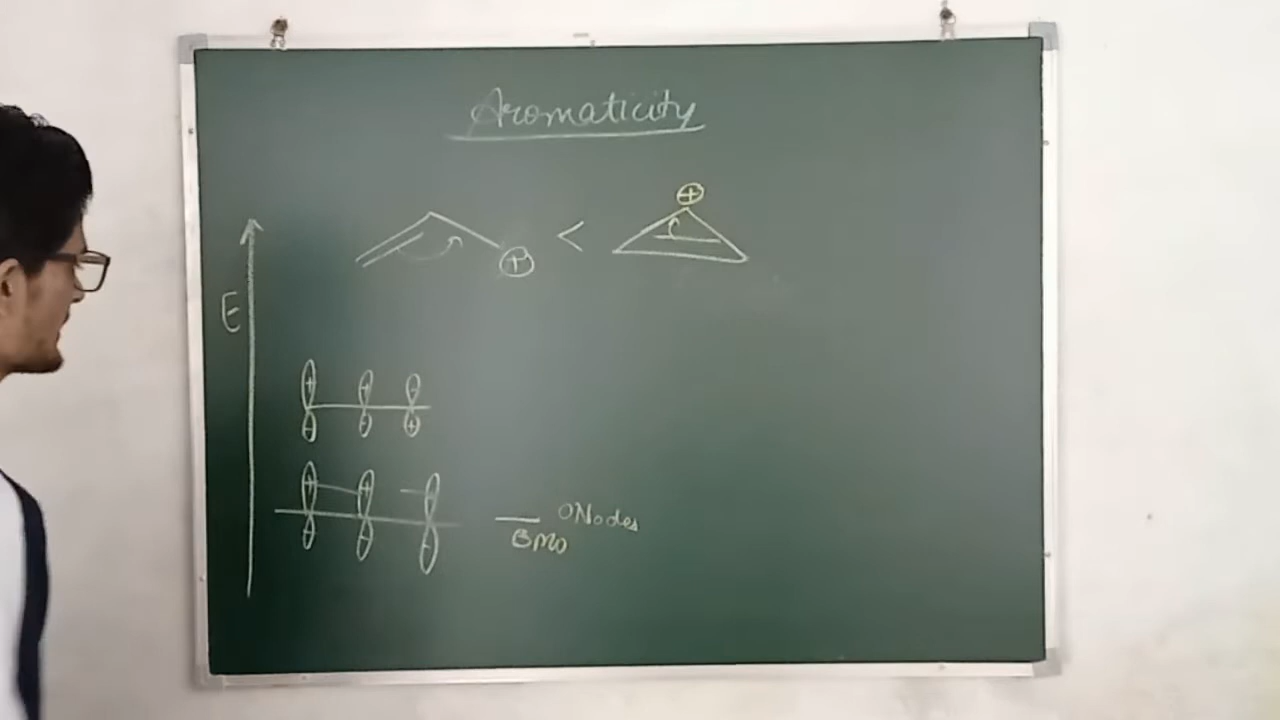 Aromaticity
⊕
<
⊕
E
+ + -
- - +
+ + -
0 Nodes
BMO
- - -